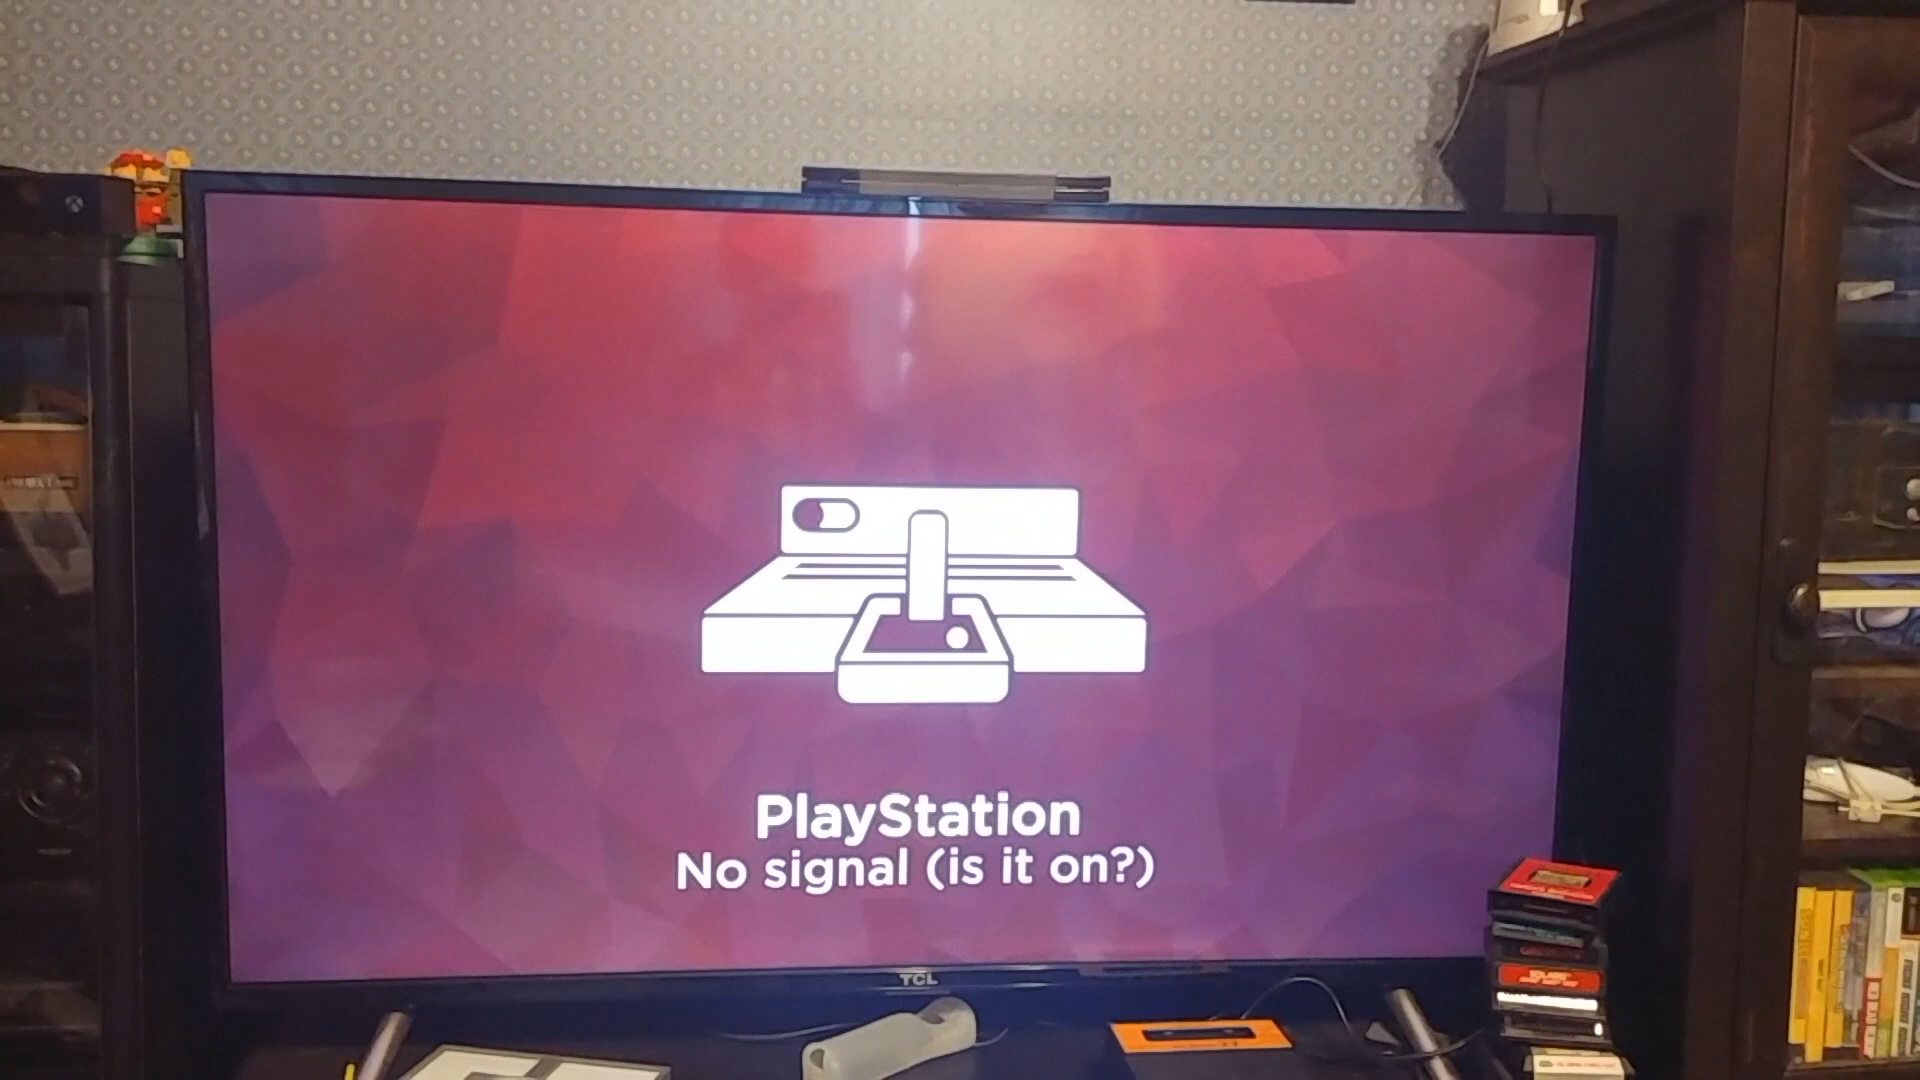 PlayStation
No signal (is it on?)
TCL